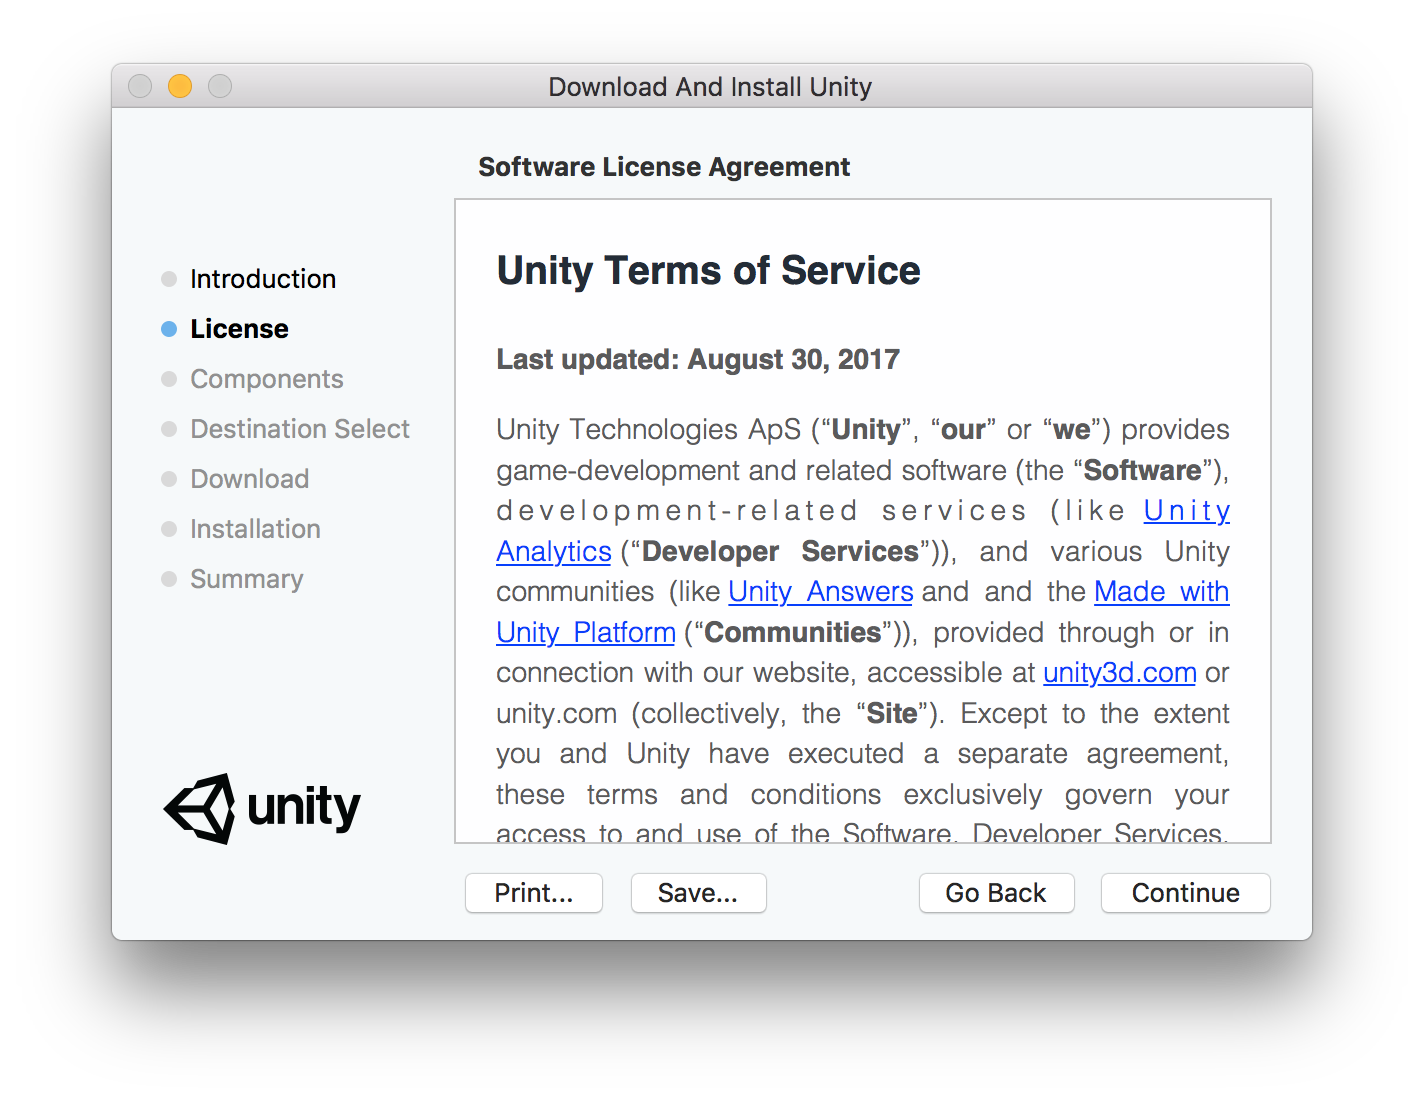 Download And Install Unity
Software License Agreement
Introduction
License
Components
Destination Select
Download
Installation
Summary
unity
Unity Terms of Service
Last updated: August 30, 2017
Unity Technologies ApS (“Unity”, “our” or “we”) provides
game-development and related software (the “Software”),
development-related services (like Unity
Analytics (“Developer Services”)), and various Unity
communities (like Unity Answers and and the Made with
Unity Platform (“Communities”)), provided through or in
connection with our website, accessible at unity3d.com or
unity.com (collectively, the “Site”). Except to the extent
you and Unity have executed a separate agreement,
these terms and conditions exclusively govern your
access to and use of the Software, Developer Services,
Print...
Save...
Go Back
Continue